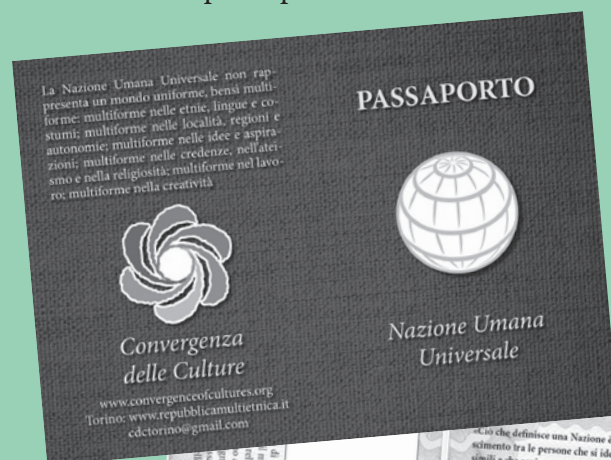 La Nazione Umana Universale non rap-
presenta un mondo uniforme, bensì multi-
forme: multiforme nelle etnie, lingue e co-
stumi; multiforme nelle località, regioni e
autonomie; multiforme nelle idee e aspira-
zioni; multiforme nelle credenze, nell'atei-
smo e nella religiosità; multiforme nel lavo-
ro; multiforme nella creatività
Convergenza
delle Culture
www.convergenceofcultures.org
Torino: www.repubblicamultietnica.it
cdctorino@gmail.com
PASSAPORTO
Nazione Umana
Universale
«Ciò che definisce una Nazione è
scimento tra le persone che si ide